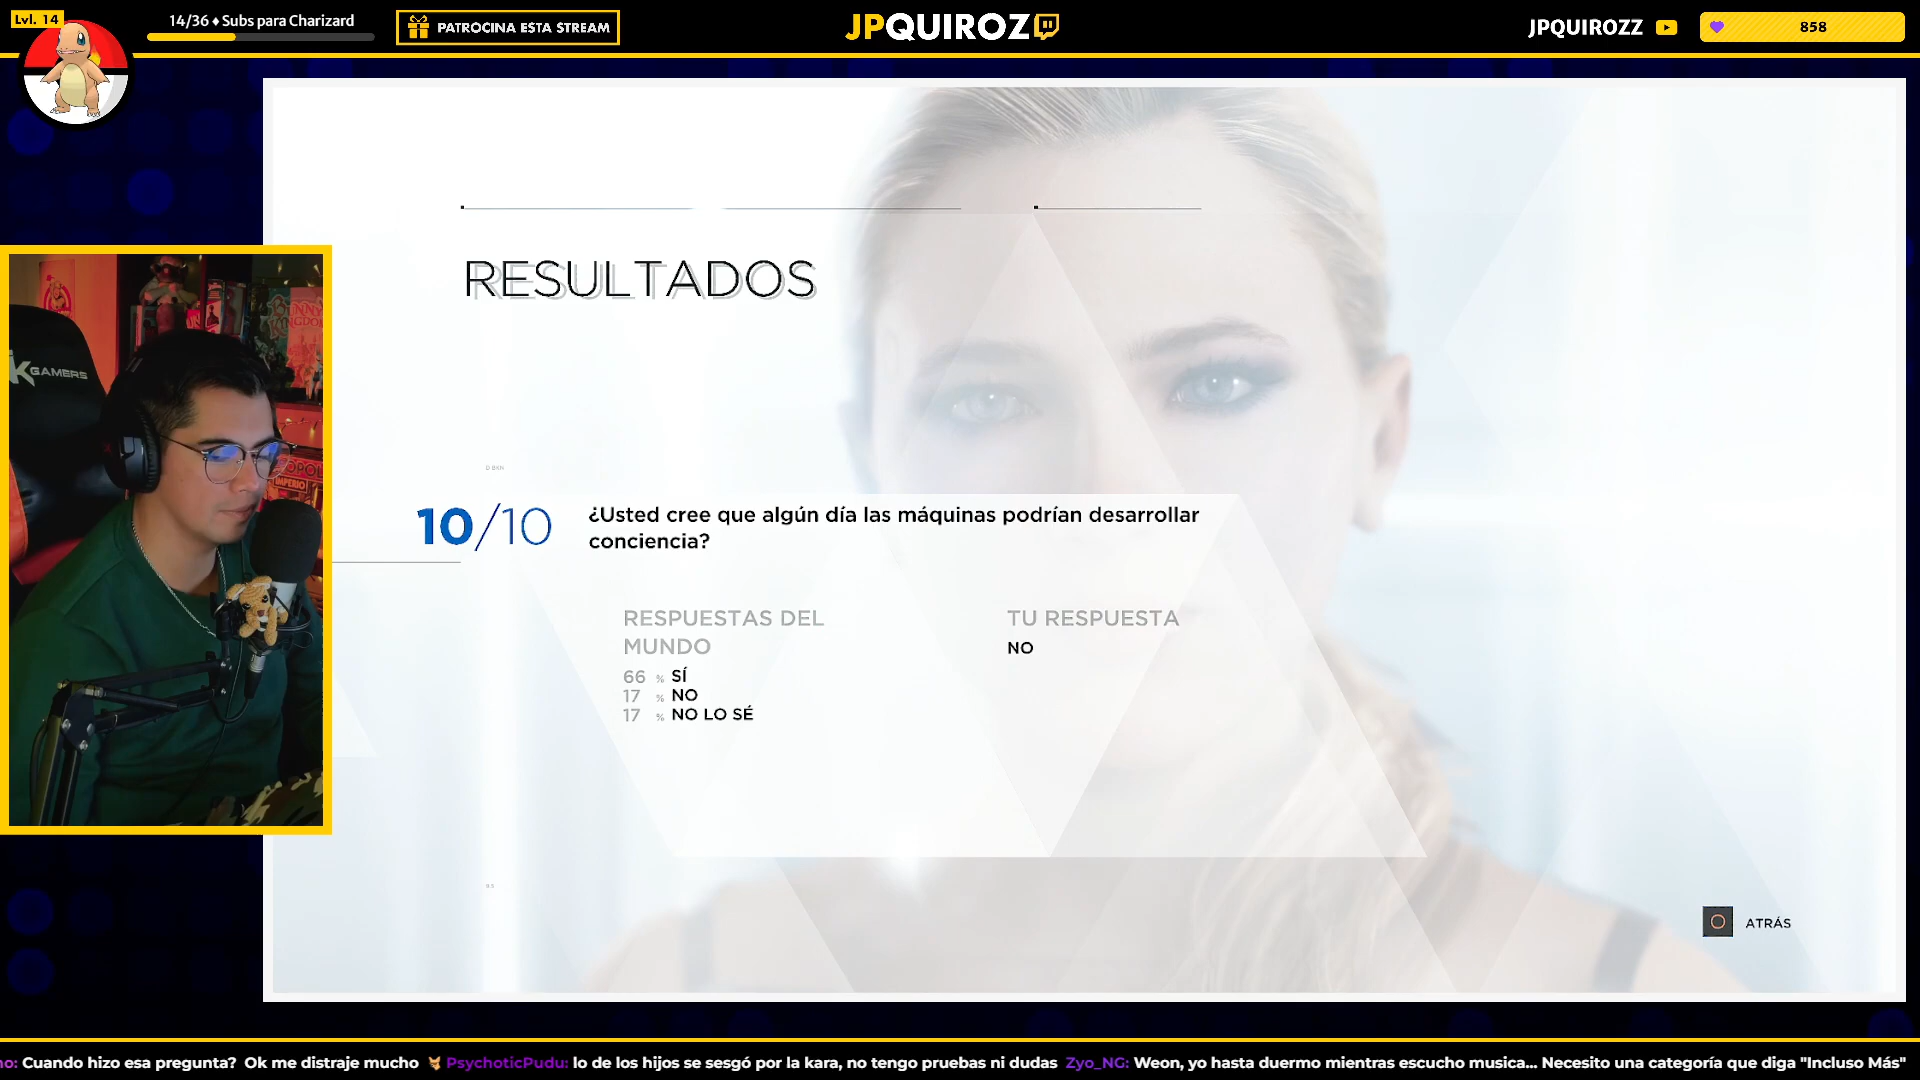 Lvl. 14
14/36 ♦ Subs para Charizard
PATROCINA ESTA STREAM
JPQUIROZ
JPQUIROZZ
858
RESULTADOS
10/10
¿Usted cree que algún día las máquinas podrían desarrollar
conciencia?
RESPUESTAS DEL
MUNDO
66 % SÍ
17 % NO
17 % NO LO SÉ
TU RESPUESTA
NO
ATRÁS
KGAMERS
IMPERIO
no: Cuando hizo esa pregunta? Ok me distraje mucho PsychoticPudu: lo de los hijos se sesgó por la kara, no tengo pruebas ni dudas Zyo_NG: Weon, yo hasta duermo mientras escucho musica... Necesito una categoría que diga "Incluso Más"